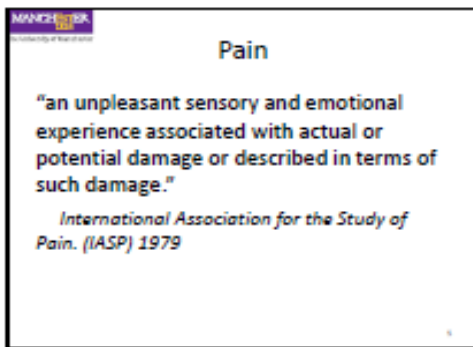 MANCHESTER
Pain
"an unpleasant sensory and emotional
experience associated with actual or
potential damage or described in terms of
such damage."
International Association for the Study of
Pain. (IASP) 1979